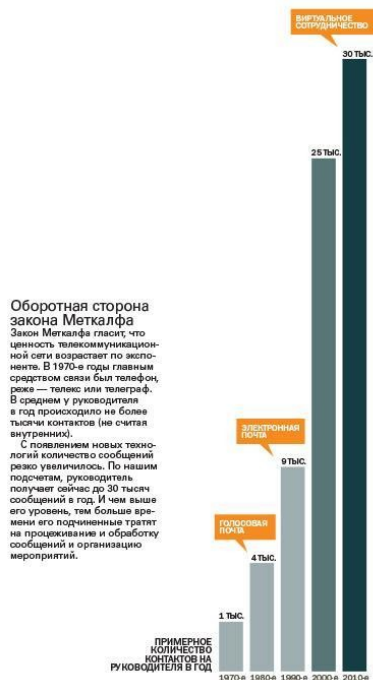 ВИРТУАЛЬНОЕ
СОТРУДНИЧЕСТВО
30 ТЫС.
25 ТЫС.
Оборотная сторона
закона Меткалфа
Закон Меткалфа гласит, что
ценность телекоммуникацион-
ной сети возрастает по экспо-
ненте. В 1970-е годы главным
средством связи был телефон,
реже — телекс или телеграф.
В среднем у руководителя
в год происходило не более
тысячи контактов (не считая
внутренних).
С появлением новых техно-
логий количество сообщений
резко увеличилось. По нашим
подсчетам, руководитель
получает сейчас до 30 тысяч
сообщений в год. И чем выше
его уровень, тем больше вре-
мени его подчиненные тратят
на процеживание и обработку
сообщений и организацию
мероприятий.
ЭЛЕКТРОННАЯ
ПОЧТА
9 ТЫС.
ГОЛОСОВАЯ
ПОЧТА
4 ТЫС.
1 ТЫС.
ПРИМЕРНОЕ
КОЛИЧЕСТВО
КОНТАКТОВ НА
РУКОВОДИТЕЛЯ В ГОД
1970-е 1980-е 1990-е 2000-е 2010-е